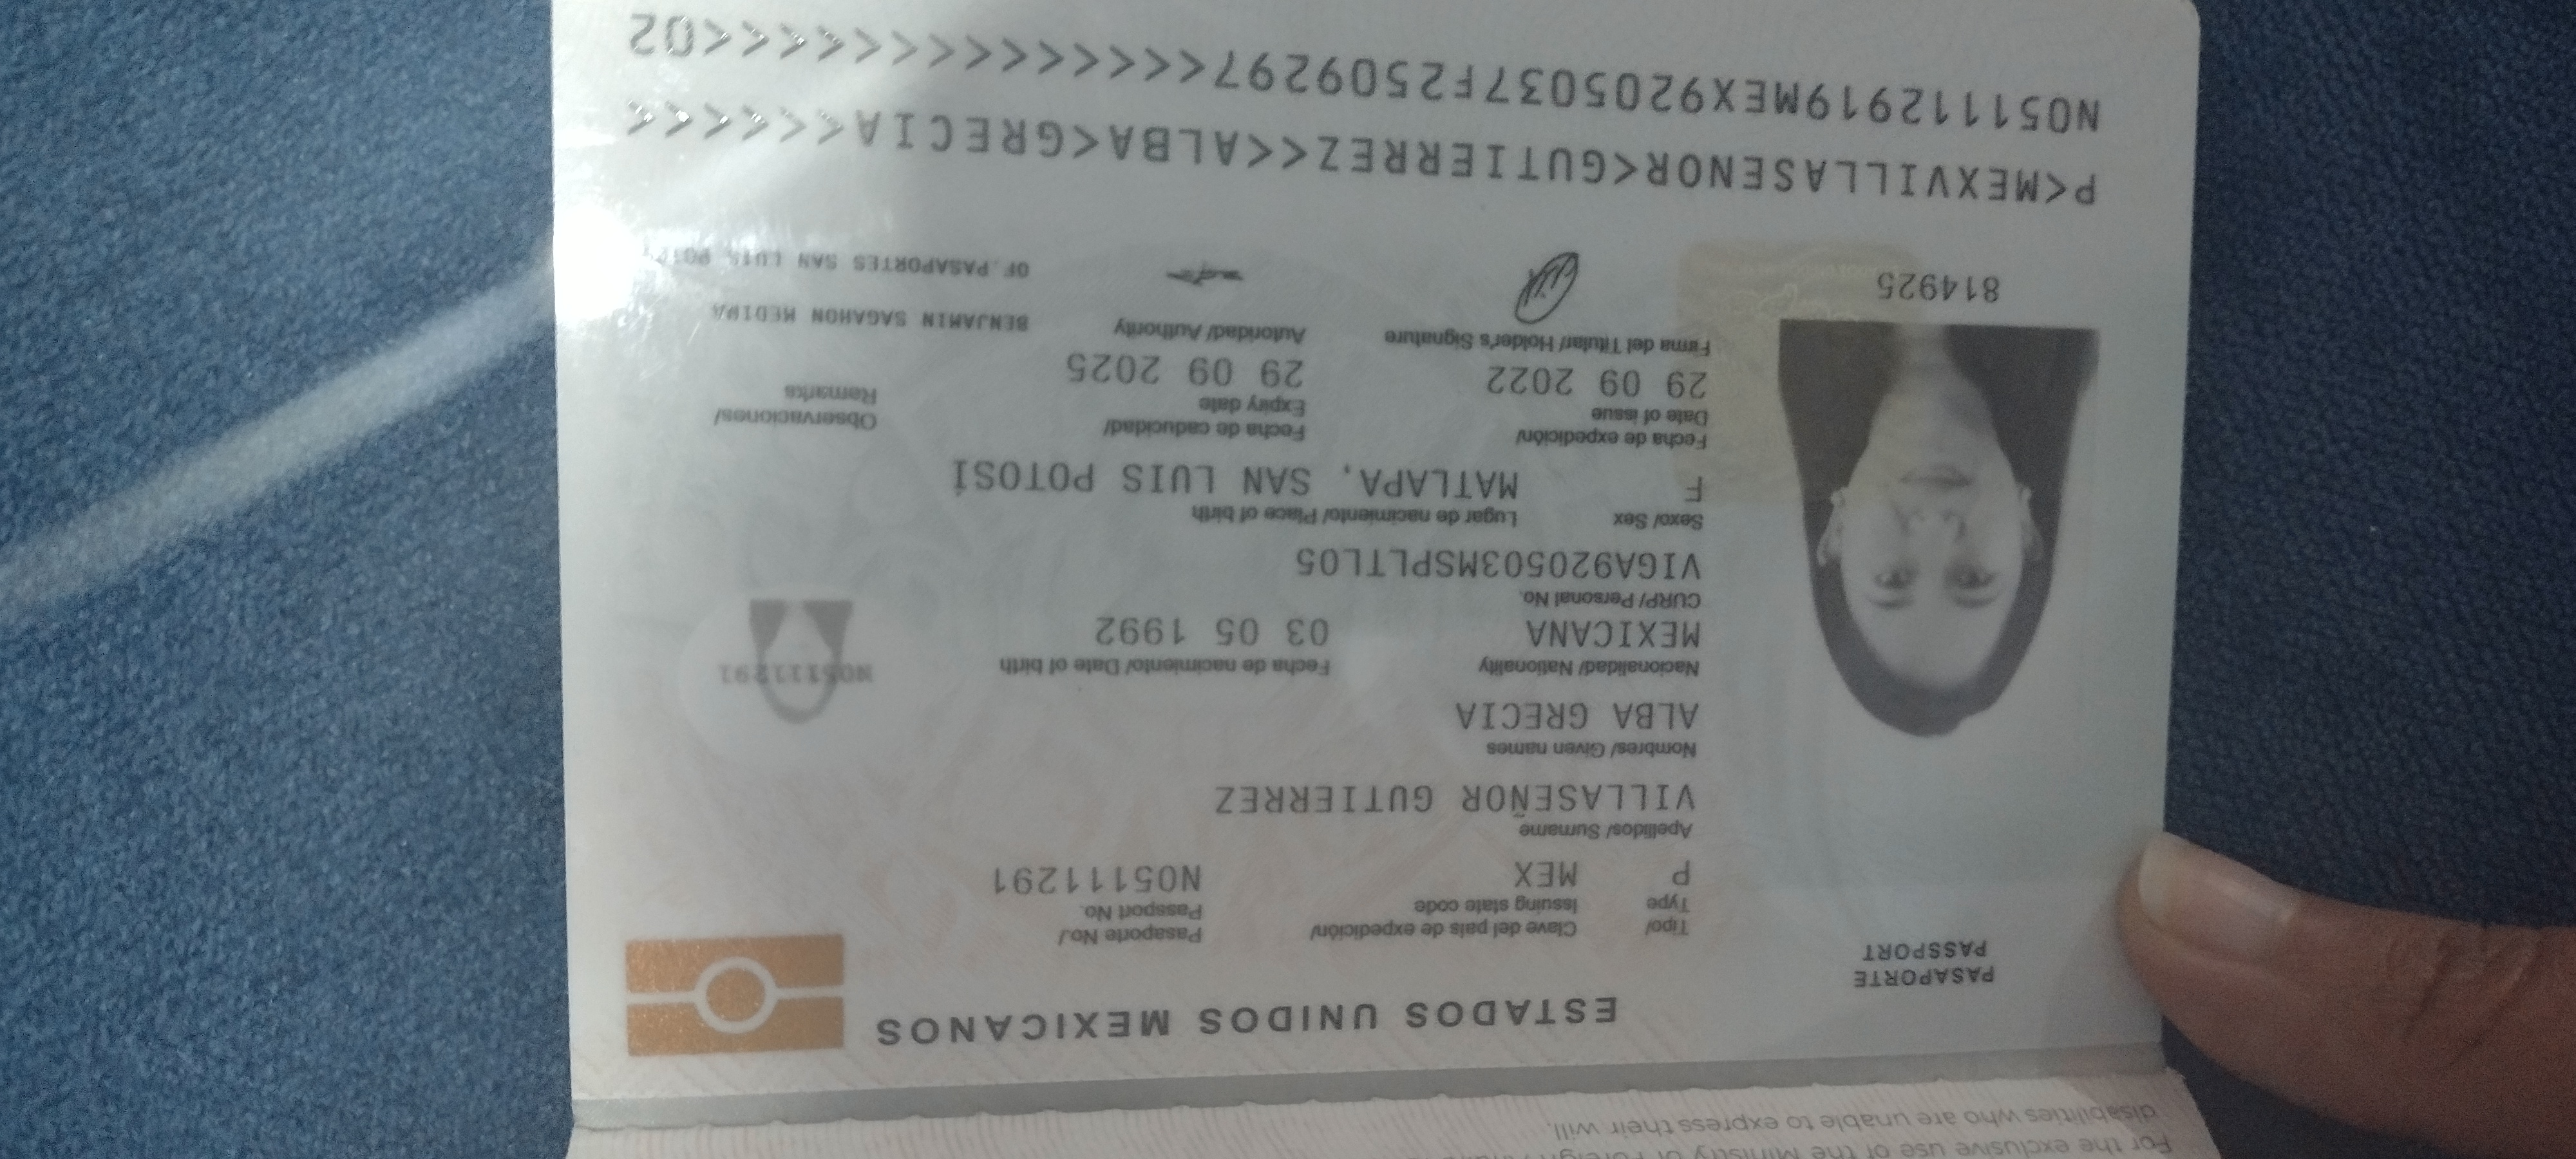 For the exclusive use of the Ministry of Foreign
disabilities who are unable to express their will.
ESTADOS UNIDOS MEXICANOS
PASAPORTE
PASSPORT
Tipo/ Clave del país de expedición/ Pasaporte No./
Type Issuing state code Passport No.
P MEX N05111291
Apellidos/ Surname
VILLASEÑOR GUTIERREZ
Nombres/ Given names
ALBA GRECIA
Nacionalidad/ Nationality Fecha de nacimiento/ Date of birth
MEXICANA 03 05 1992
N05111291
CURP/ Personal No.
VIGA920503MSPLTL05
Sexo/ Sex Lugar de nacimiento/ Place of birth
F MATLAPA, SAN LUIS POTOSÍ
Fecha de expedición/ Fecha de caducidad/ Observaciones/
Date of issue Expiry date Remarks
29 09 2022 29 09 2025
Firma del Titular/ Holder's Signature Autoridad/ Authority
BENJAMIN SAGAHON MEDINA
OF.PASAPORTES SAN LUIS POTOSI
814925
P<MEXVILLASENOR<GUTIERREZ<<ALBA<GRECIA<<<<<<
N051112919MEX9205037F2509297<<<<<<<<<<<<<<02